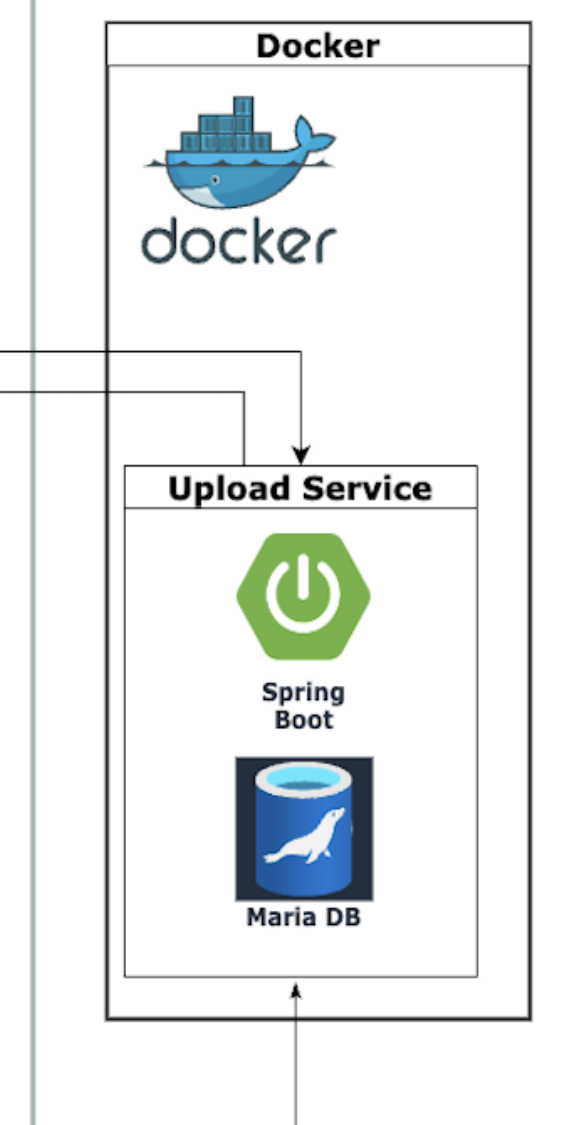 Docker
docker
Upload Service
Spring
Boot
Maria DB